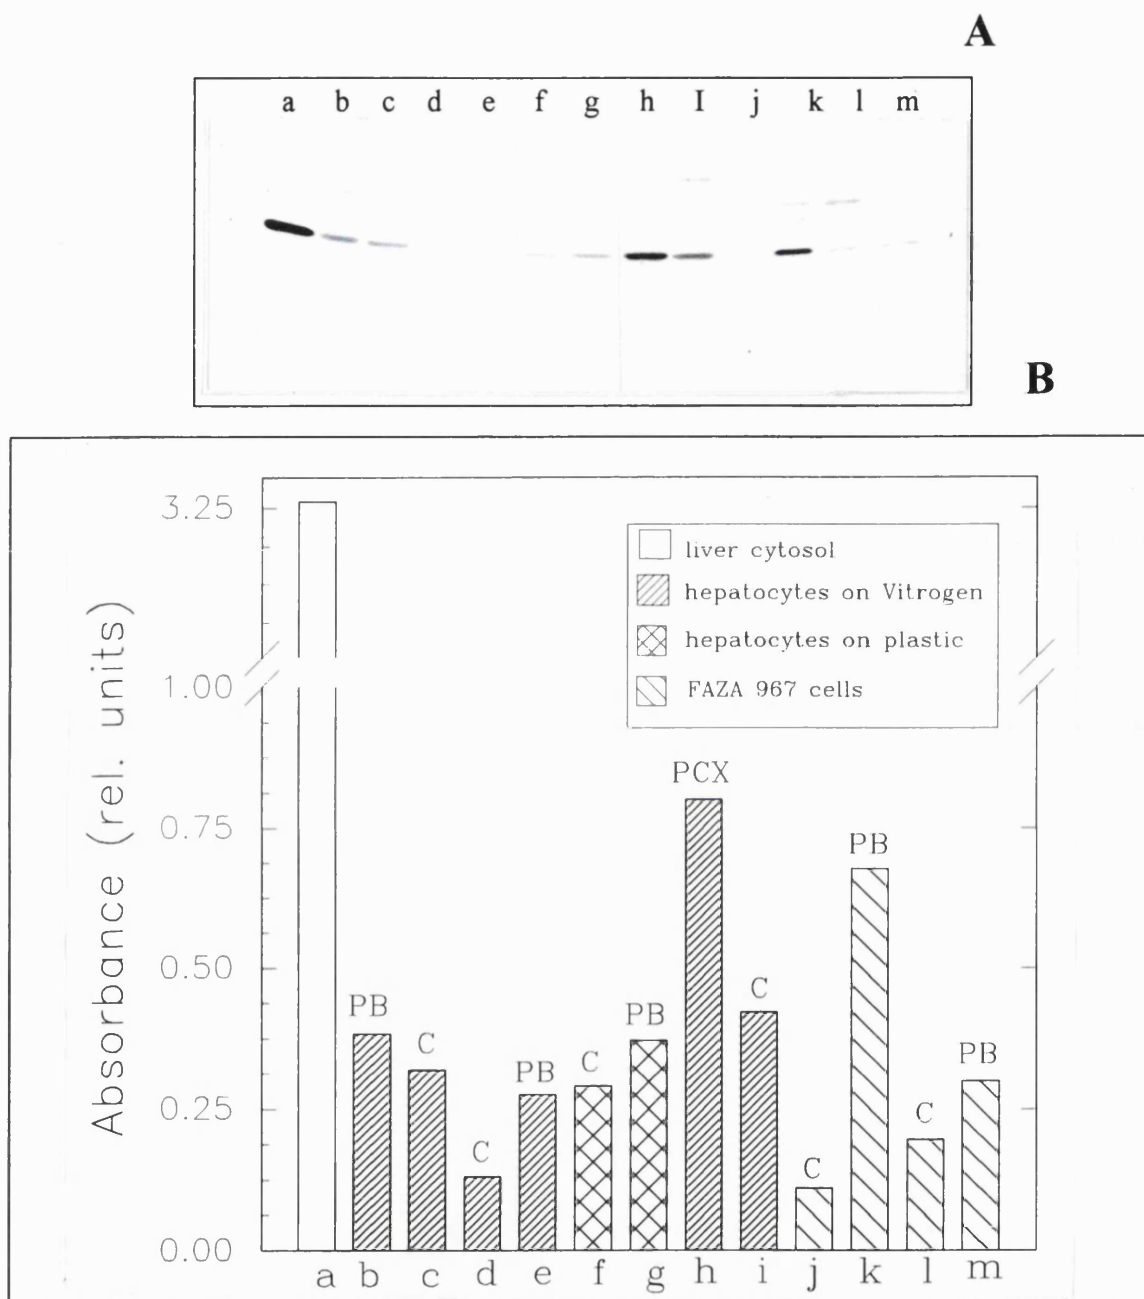 A
a b c d e f g h I j k l m
B
3.25
1.00
0.75
0.50
0.25
0.00
Absorbance (rel. units)
liver cytosol
hepatocytes on Vitrogen
hepatocytes on plastic
FAZA 967 cells
PB
C
C
PB
C
PB
PCX
C
C
PB
C
PB
a b c d e f g h i j k l m